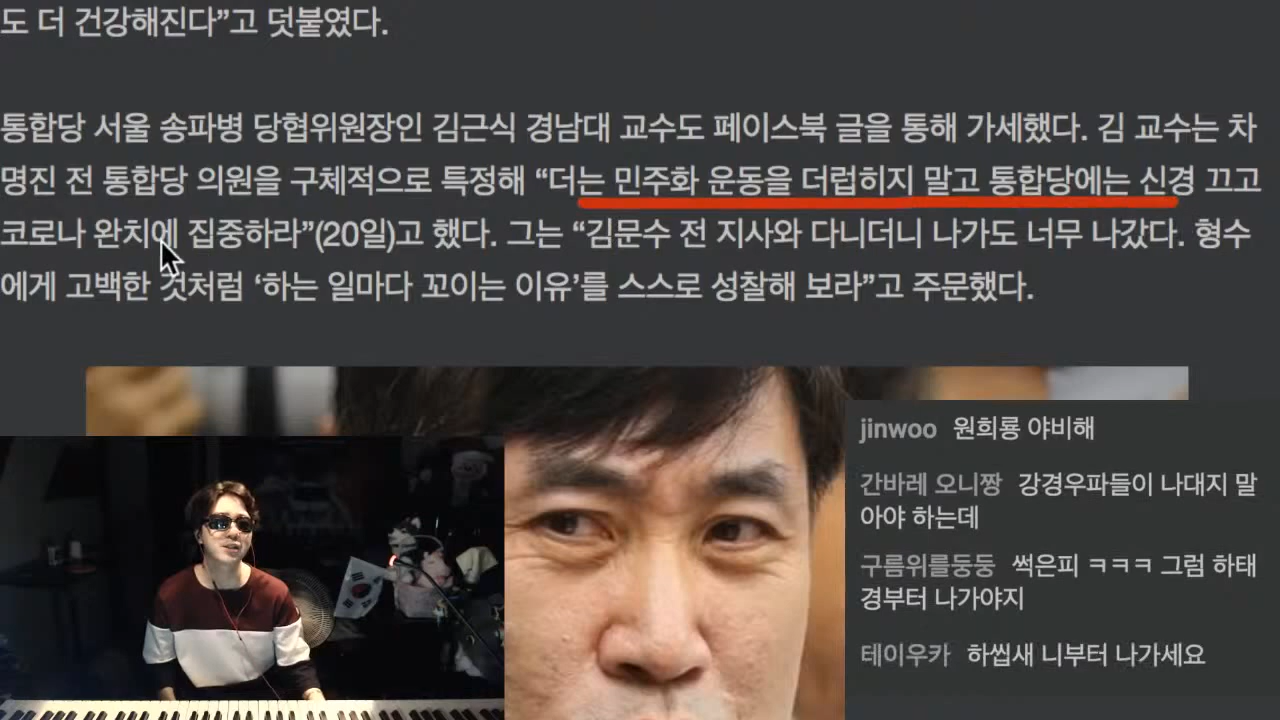 도 더 건강해진다”고 덧붙였다.
통합당 서울 송파병 당협위원장인 김근식 경남대 교수도 페이스북 글을 통해 가세했다. 김 교수는 차
명진 전 통합당 의원을 구체적으로 특정해 “더는 민주화 운동을 더럽히지 말고 통합당에는 신경 끄고
코로나 완치에 집중하라”(20일)고 했다. 그는 “김문수 전 지사와 다니더니 나가도 너무 나갔다. 형수
에게 고백한 것처럼 ‘하는 일마다 꼬이는 이유’를 스스로 성찰해 보라”고 주문했다.
jinwoo 원희룡 야비해
간바레 오니짱 강경우파들이 나대지 말
아야 하는데
구름위를둥둥 썩은피 ㅋㅋㅋ 그럼 하태
경부터 나가야지
테이우카 하씹새 니부터 나가세요